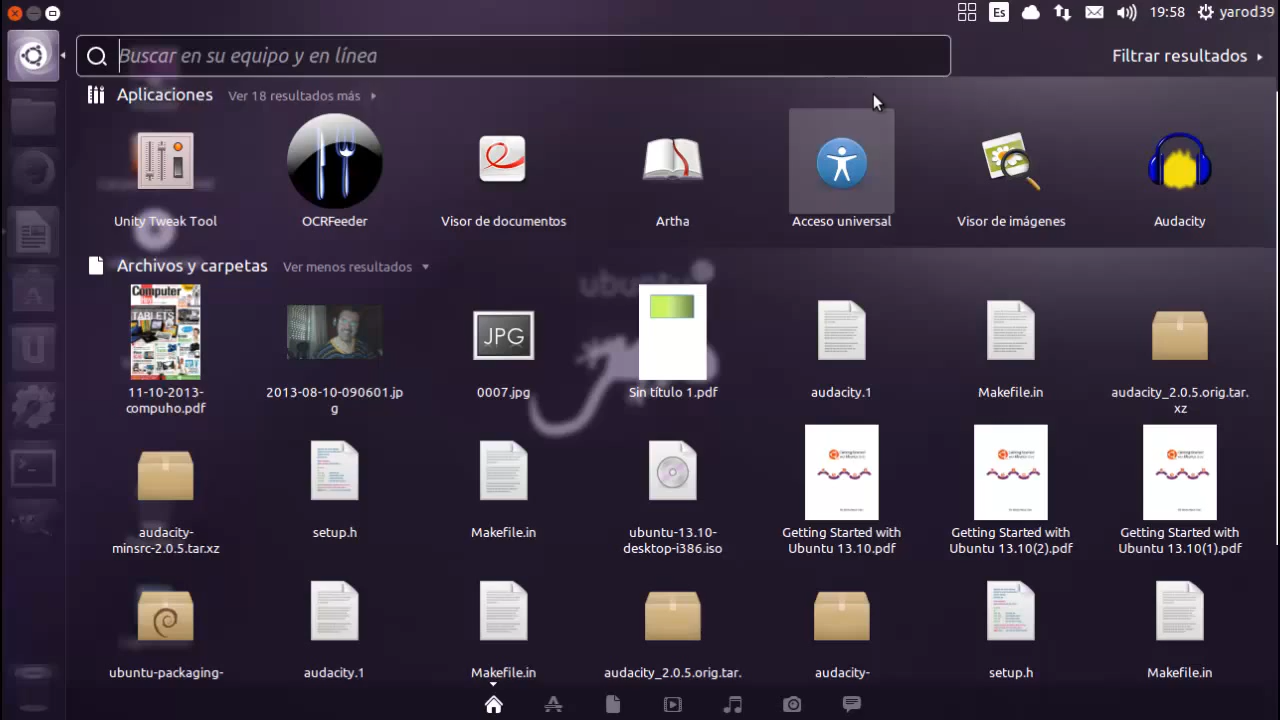 Es 19:58 yarod39
Buscar en su equipo y en línea
Filtrar resultados
Aplicaciones Ver 18 resultados más
Unity Tweak Tool
OCRFeeder
Visor de documentos
Artha
Acceso universal
Visor de imágenes
Audacity
Archivos y carpetas Ver menos resultados
ubuntu
Computer
TABLETS
JPG
11-10-2013-
compuho.pdf
2013-08-10-090601.jp
g
0007.jpg
Sin título 1.pdf
audacity.1
Makefile.in
audacity_2.0.5.orig.tar.
xz
audacity-
minsrc-2.0.5.tar.xz
setup.h
Makefile.in
ubuntu-13.10-
desktop-i386.iso
Getting Started with
Ubuntu 13.10.pdf
Getting Started with
Ubuntu 13.10(2).pdf
Getting Started with
Ubuntu 13.10(1).pdf
ubuntu-packaging-
audacity.1
Makefile.in
audacity_2.0.5.orig.tar.
audacity-
setup.h
Makefile.in